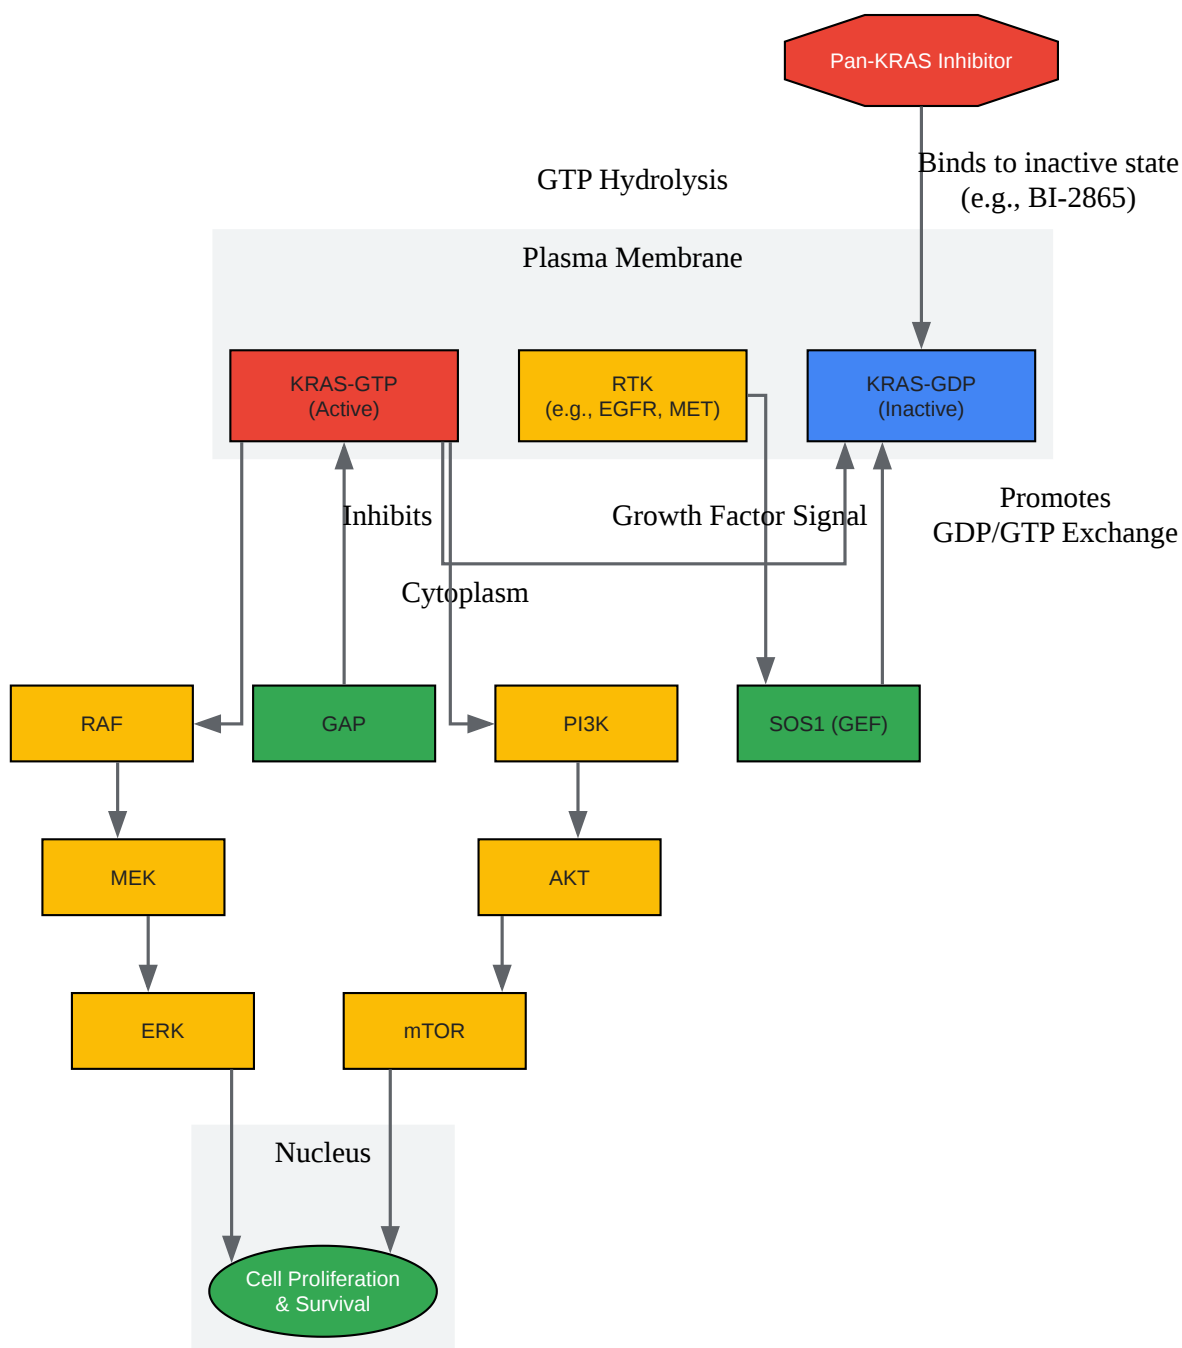 Pan-KRAS Inhibitor
Binds to inactive state
(e.g., BI-2865)
GTP Hydrolysis
Plasma Membrane
KRAS-GTP
(Active)
RTK
(e.g., EGFR, MET)
KRAS-GDP
(Inactive)
Inhibits
Growth Factor Signal
Promotes
GDP/GTP Exchange
Cytoplasm
RAF
GAP
PI3K
SOS1 (GEF)
MEK
AKT
ERK
mTOR
Nucleus
Cell Proliferation
& Survival